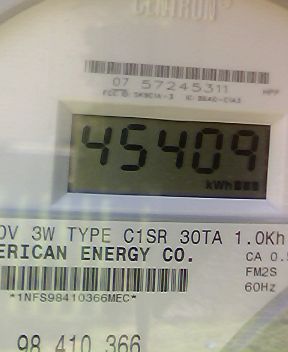 CENTRON®
07 57245311
45409
kWh
0V 3W TYPE C1SR 30TA 1.0Kh
ERICAN ENERGY CO.
CA 0.5
FM2S
*1NFS98410366MEC*
60Hz
98 410 366